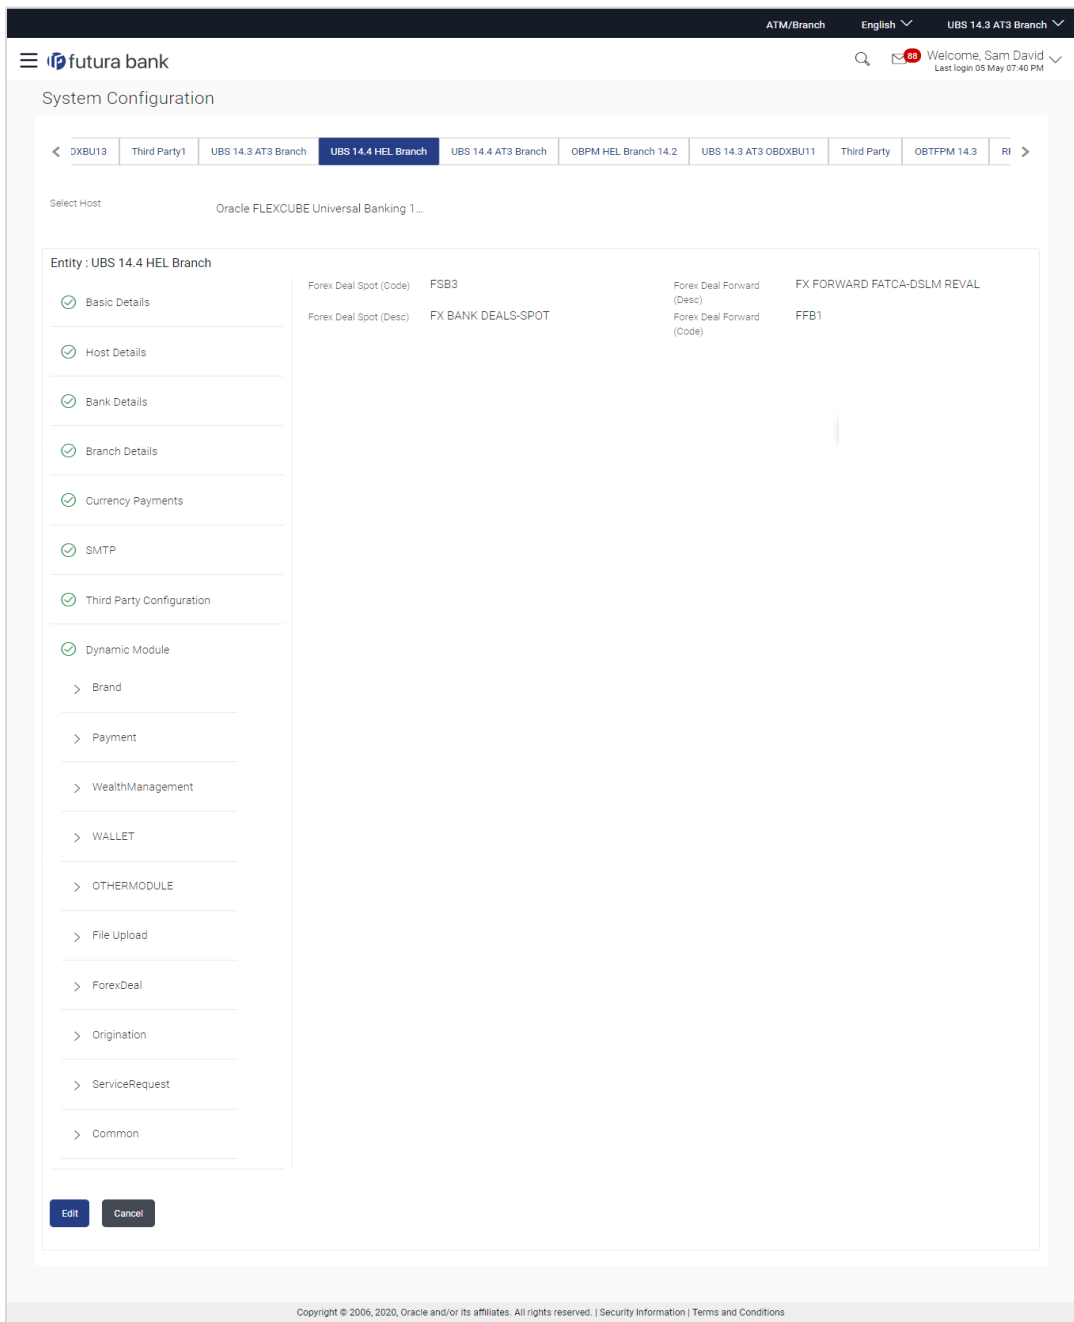 ATM/Branch English UBS 14.3 AT3 Branch
futura bank 88 Welcome, Sam David
Last login 05 May 07:40 PM
System Configuration
DXBU13 Third Party1 UBS 14.3 AT3 Branch UBS 14.4 HEL Branch UBS 14.4 AT3 Branch OBPM HEL Branch 14.2 UBS 14.3 AT3 OBDXBU11 Third Party OBTFPM 14.3
Select Host Oracle FLEXCUBE Universal Banking 1...
Entity : UBS 14.4 HEL Branch
Forex Deal Spot (Code) FSB3 Forex Deal Forward (Desc) FX FORWARD FATCA-DSLM REVAL
Forex Deal Spot (Desc) FX BANK DEALS-SPOT Forex Deal Forward (Code) FFB1
Basic Details
Host Details
Bank Details
Branch Details
Currency Payments
SMTP
Third Party Configuration
Dynamic Module
Brand
Payment
WealthManagement
WALLET
OTHERMODULE
File Upload
ForexDeal
Origination
ServiceRequest
Common
Edit Cancel
Copyright © 2006, 2020, Oracle and/or its affiliates. All rights reserved. | Security Information | Terms and Conditions